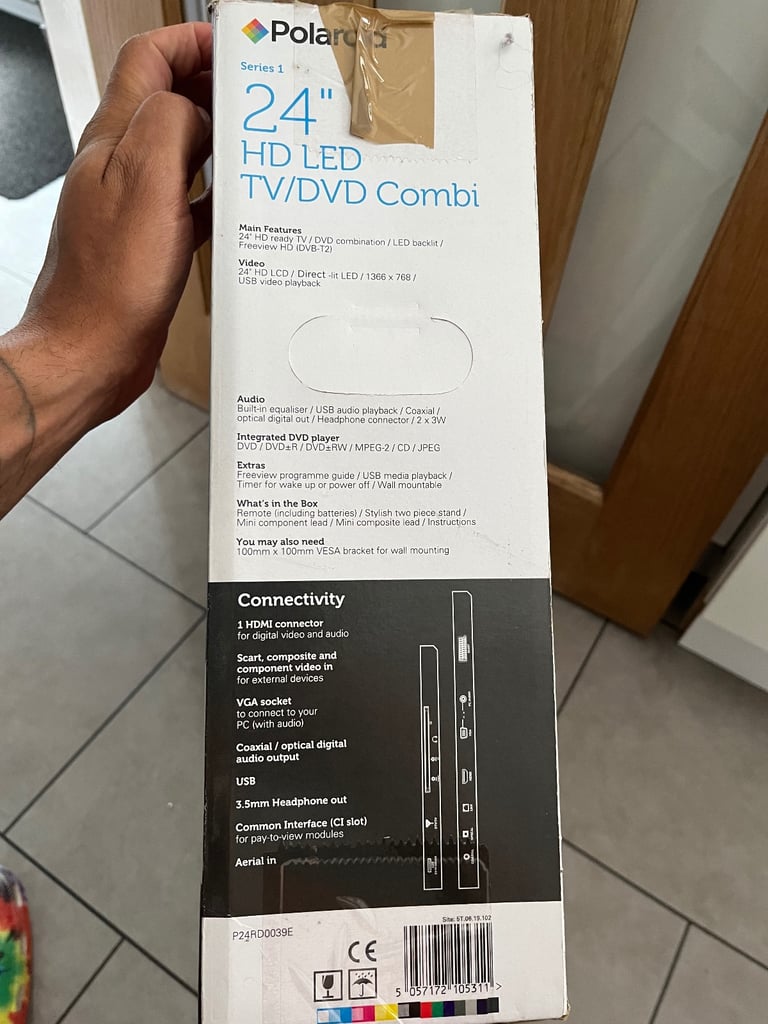 Polaroid
Series 1
24"
HD LED
TV/DVD Combi
Main Features
24" HD ready TV / DVD combination / LED backlit /
Freeview HD (DVB-T2)
Video
24" HD LCD / Direct -lit LED / 1366 x 768 /
USB video playback
Audio
Built-in equaliser / USB audio playback / Coaxial /
optical digital out / Headphone connector / 2 x 3W
Integrated DVD player
DVD / DVD±R / DVD±RW / MPEG-2 / CD / JPEG
Extras
Freeview programme guide / USB media playback /
Timer for wake up or power off / Wall mountable
What's in the Box
Remote (including batteries) / Stylish two piece stand /
Mini component lead / Mini composite lead / Instructions
You may also need
100mm x 100mm VESA bracket for wall mounting
Connectivity
1 HDMI connector
for digital video and audio
Scart, composite and
component video in
for external devices
VGA socket
to connect to your
PC (with audio)
Coaxial / optical digital
audio output
USB
3.5mm Headphone out
Common Interface (CI slot)
for pay-to-view modules
Aerial in
P24RD0039E
Site: ST.06.19.102
CE
5 057172 105311 >